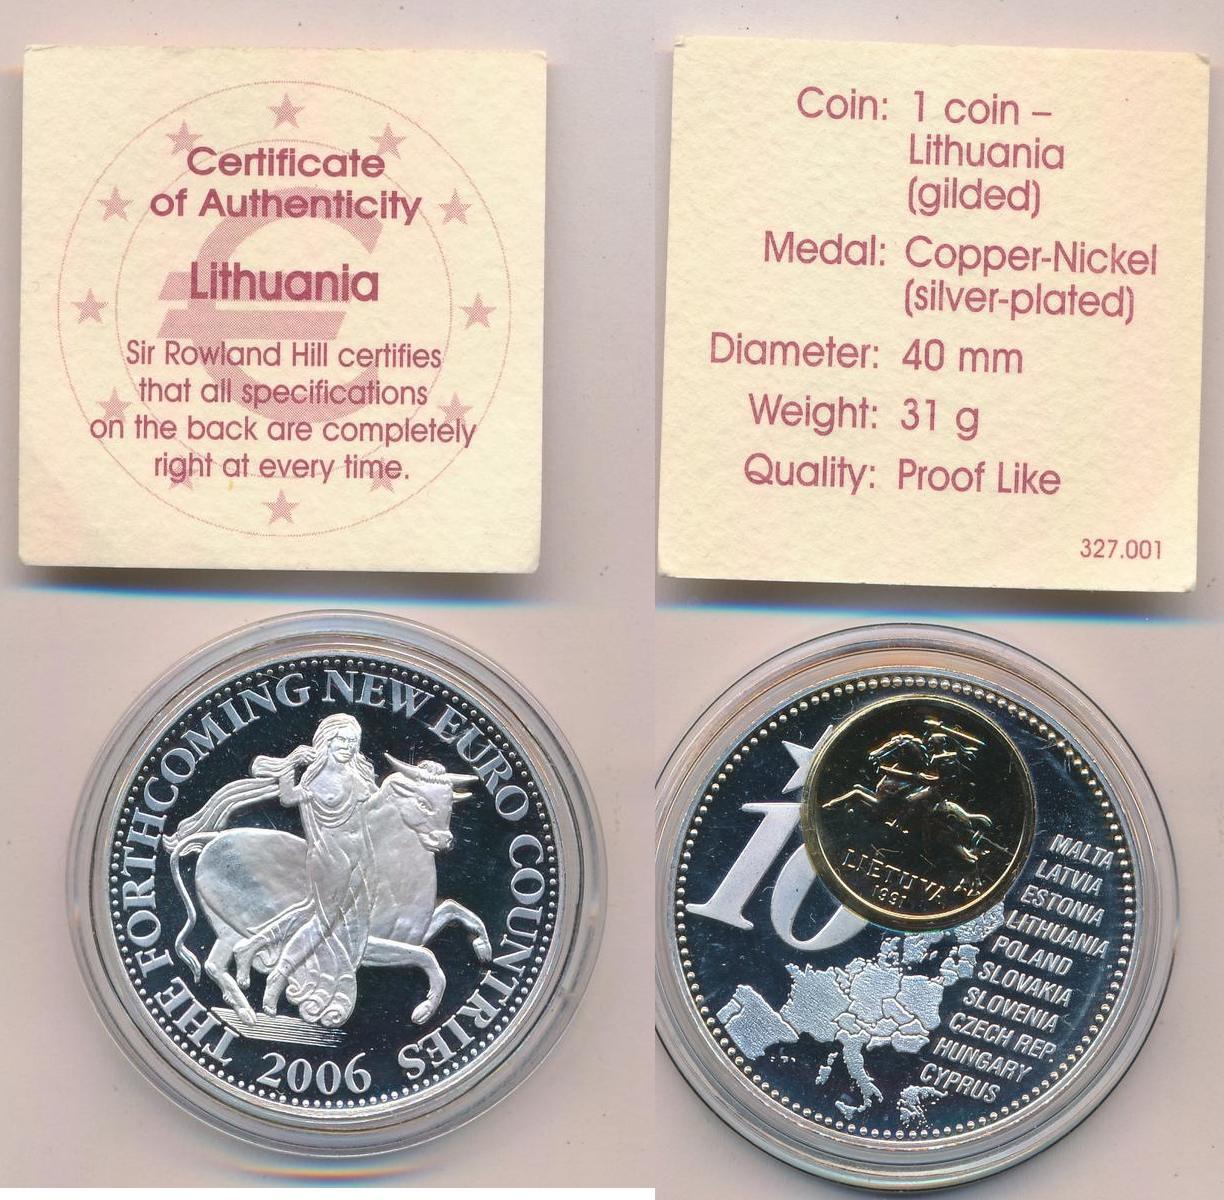 Certificate
of Authenticity
Lithuania
Sir Rowland Hill certifies
that all specifications
on the back are completely
right at every time.
Coin: 1 coin –
Lithuania
(gilded)
Medal: Copper-Nickel
(silver-plated)
Diameter: 40 mm
Weight: 31 g
Quality: Proof Like
327.001
THE FORTHCOMING NEW EURO COUNTRIES
2006
10
LIETUVA
1991
MALTA
LATVIA
ESTONIA
LITHUANIA
POLAND
SLOVAKIA
SLOVENIA
CZECH REP.
HUNGARY
CYPRUS